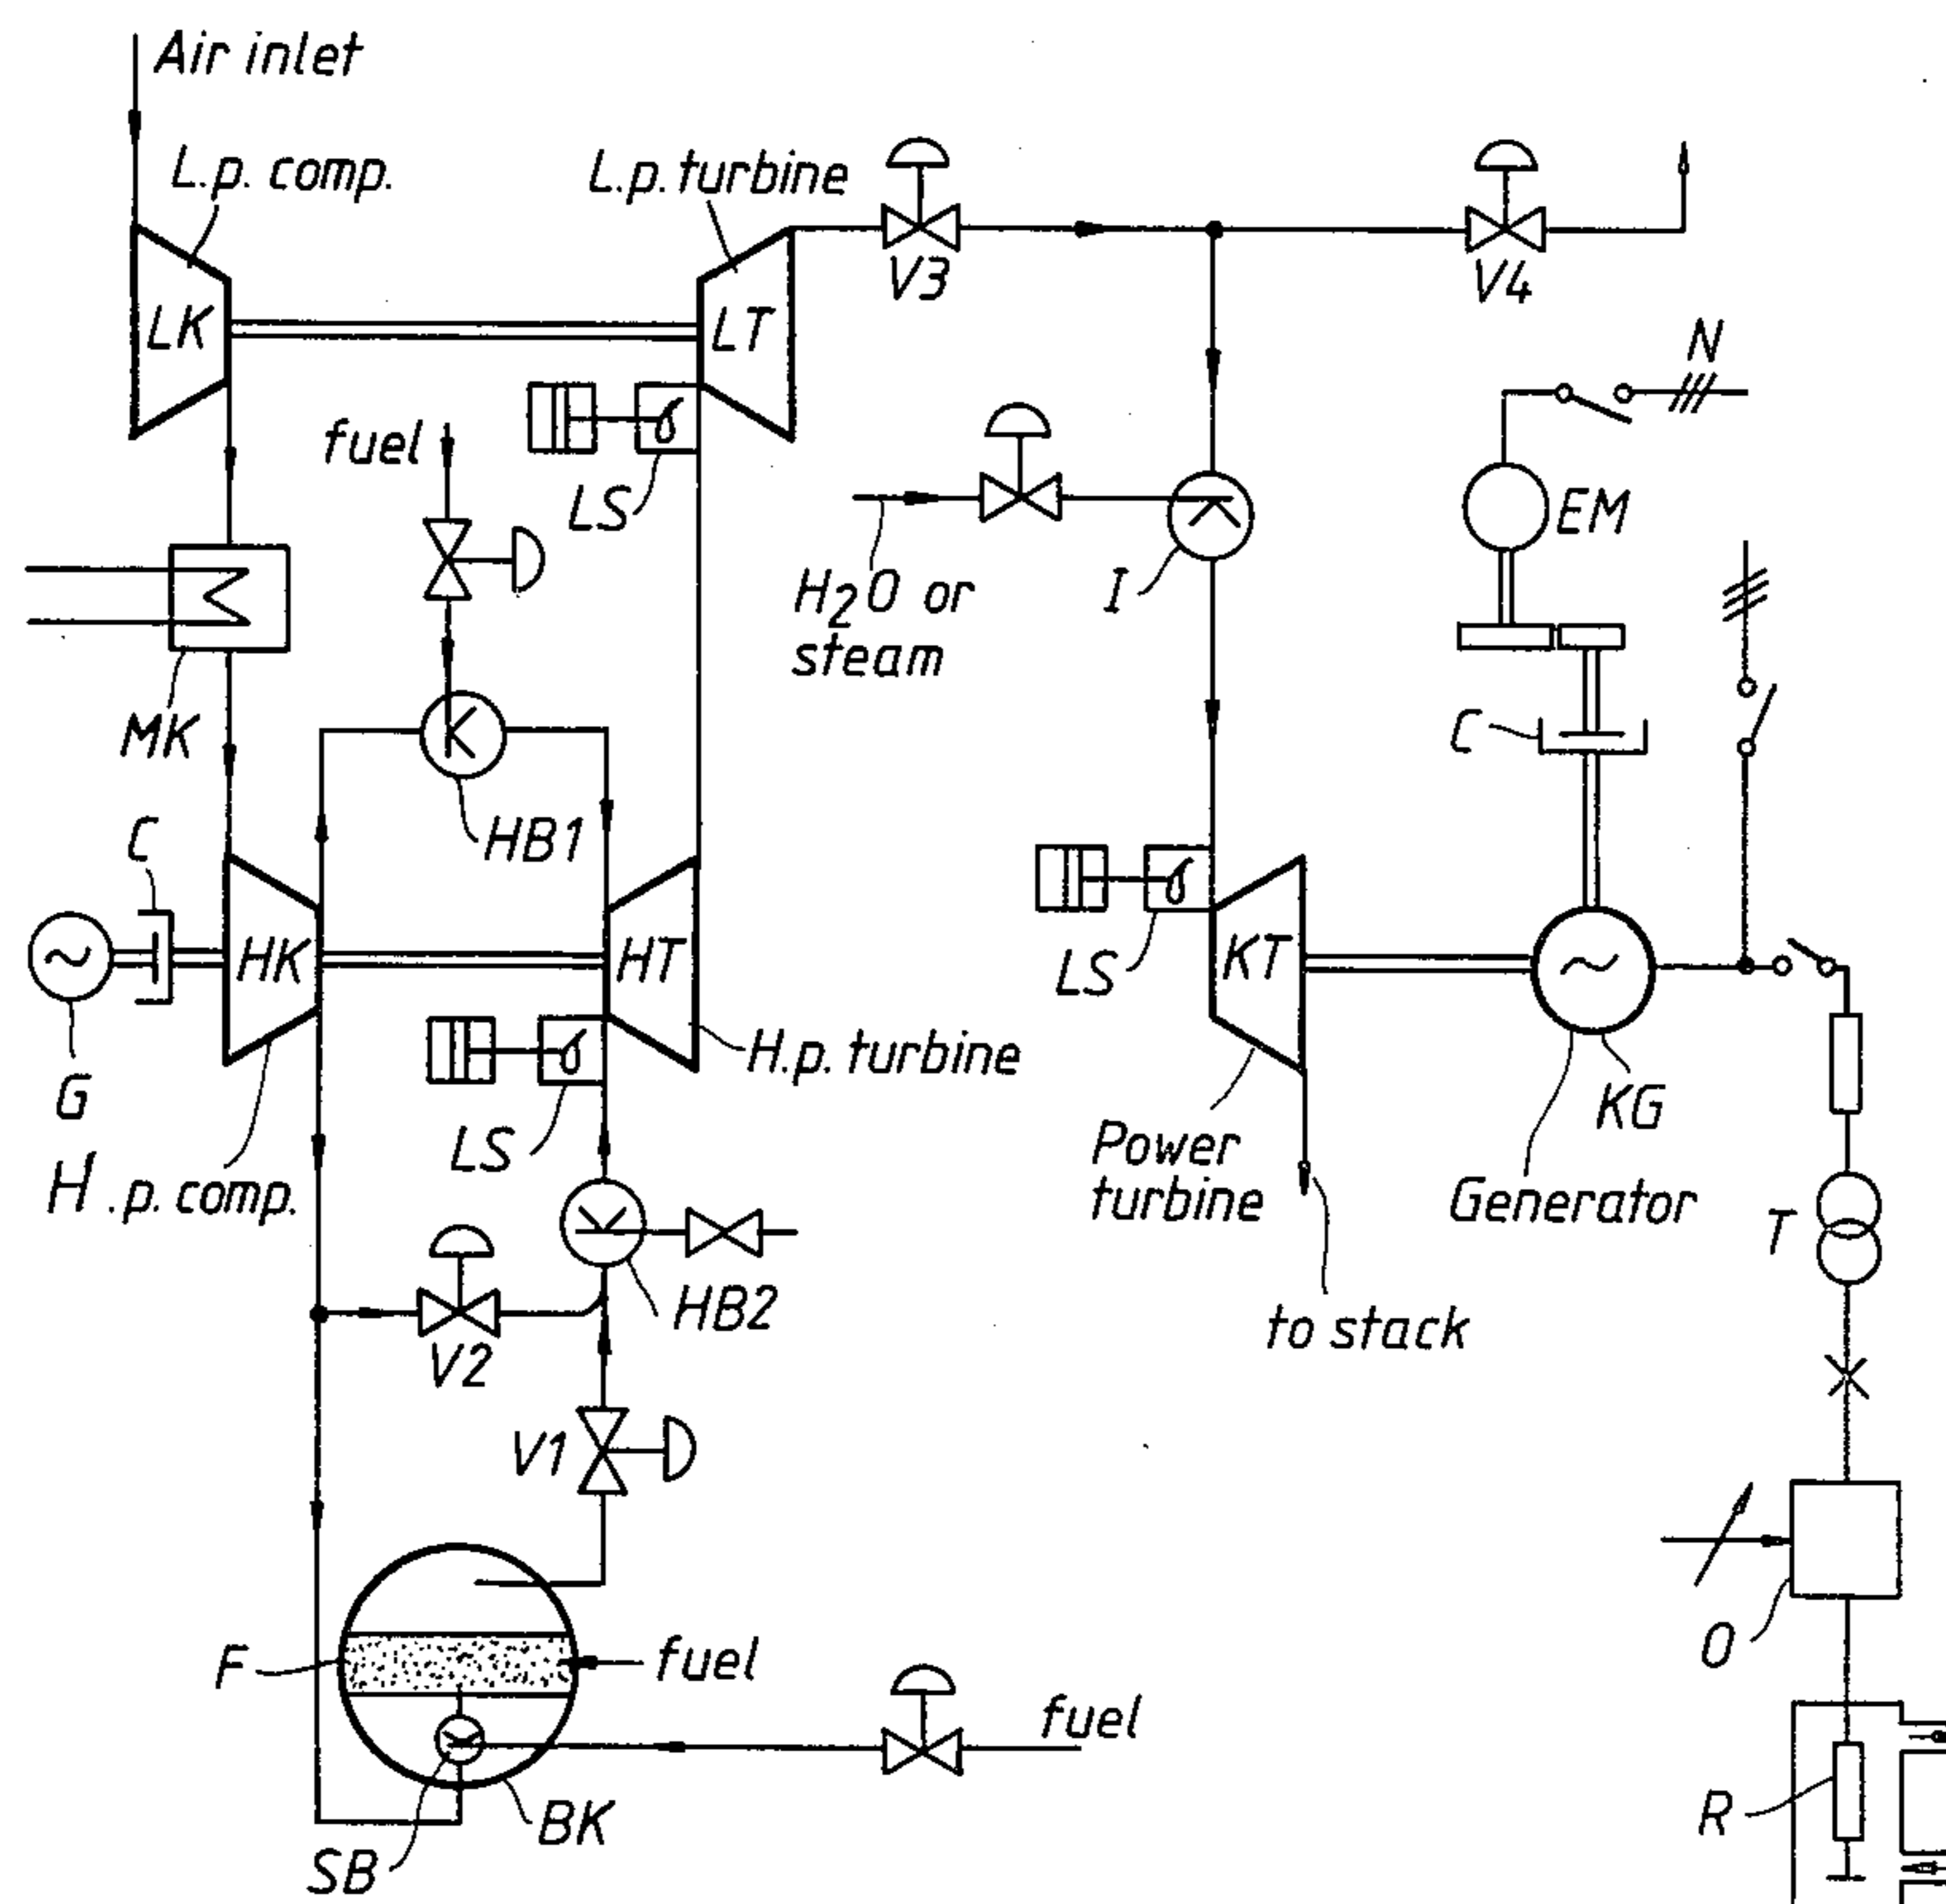 Air inlet
L.p. comp.
L.p. turbine
V3
V4
LK
LT
N
fuel
LS
EM
H2O or
steam
I
MK
C
HB1
C
HK
HT
LS
KT
G
H.p. turbine
KG
LS
Power
turbine
H.p. comp.
Generator
T
HB2
to stack
V2
V1
F
fuel
O
fuel
R
BK
SB